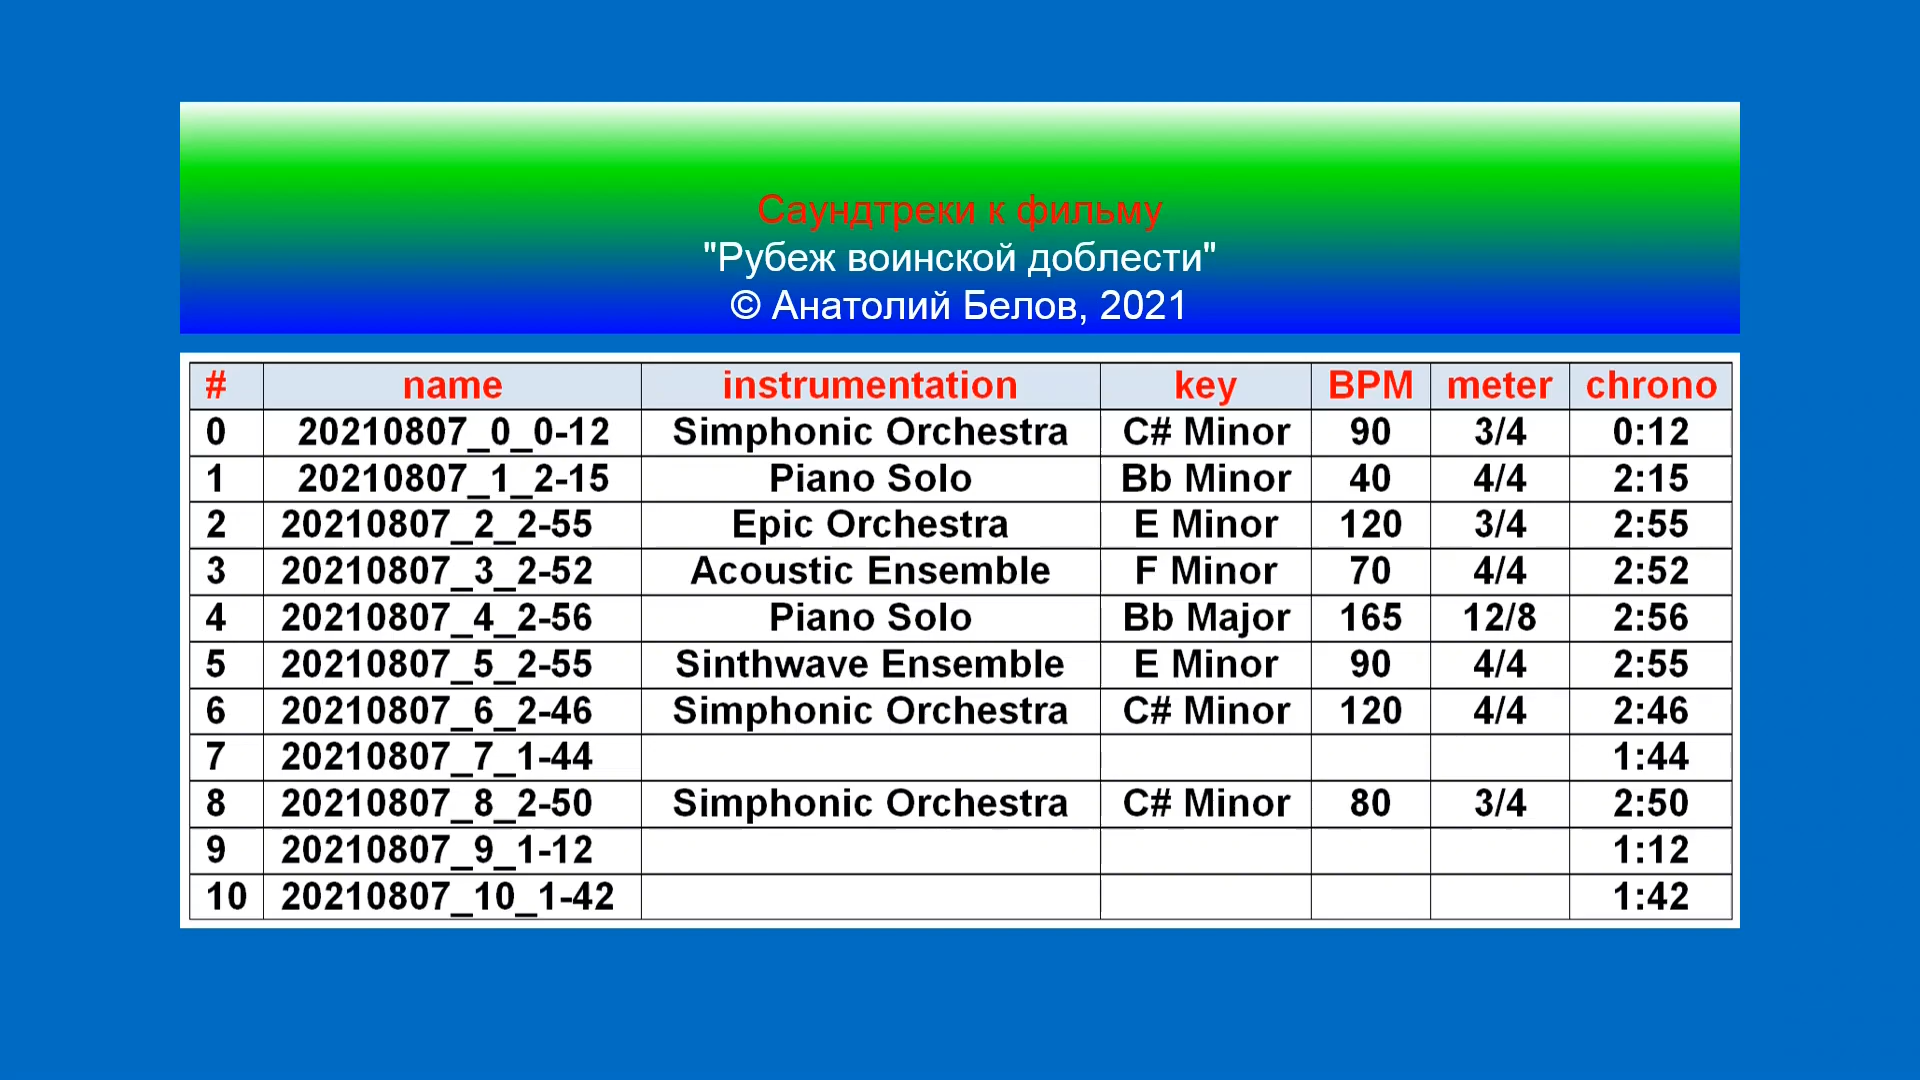 Саундтреки к фильму
"Рубеж воинской доблести"
© Анатолий Белов, 2021
# name instrumentation key BPM meter chrono
0 20210807_0_0-12 Simphonic Orchestra C# Minor 90 3/4 0:12
1 20210807_1_2-15 Piano Solo Bb Minor 40 4/4 2:15
2 20210807_2_2-55 Epic Orchestra E Minor 120 3/4 2:55
3 20210807_3_2-52 Acoustic Ensemble F Minor 70 4/4 2:52
4 20210807_4_2-56 Piano Solo Bb Major 165 12/8 2:56
5 20210807_5_2-55 Sinthwave Ensemble E Minor 90 4/4 2:55
6 20210807_6_2-46 Simphonic Orchestra C# Minor 120 4/4 2:46
7 20210807_7_1-44 1:44
8 20210807_8_2-50 Simphonic Orchestra C# Minor 80 3/4 2:50
9 20210807_9_1-12 1:12
10 20210807_10_1-42 1:42